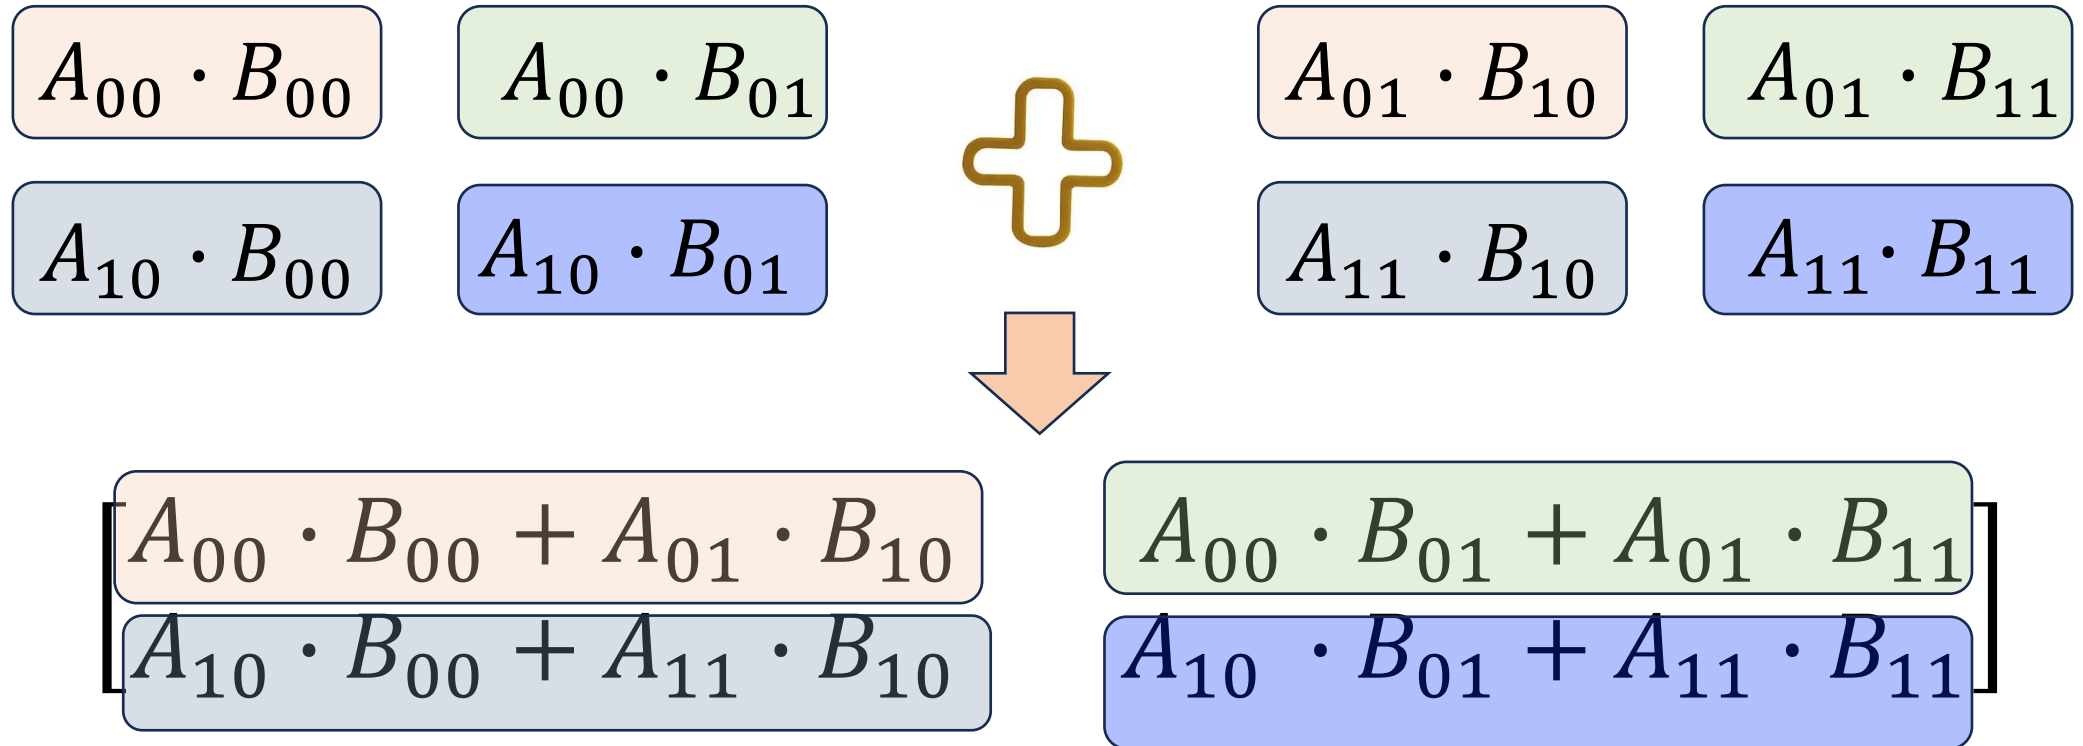 A₀₀ · B₀₀ A₀₀ · B₀₁ A₀₁ · B₁₀ A₀₁ · B₁₁
A₁₀ · B₀₀ A₁₀ · B₀₁ A₁₁ · B₁₀ A₁₁ · B₁₁
[A₀₀ · B₀₀ + A₀₁ · B₁₀ A₀₀ · B₀₁ + A₀₁ · B₁₁
A₁₀ · B₀₀ + A₁₁ · B₁₀ A₁₀ · B₀₁ + A₁₁ · B₁₁]